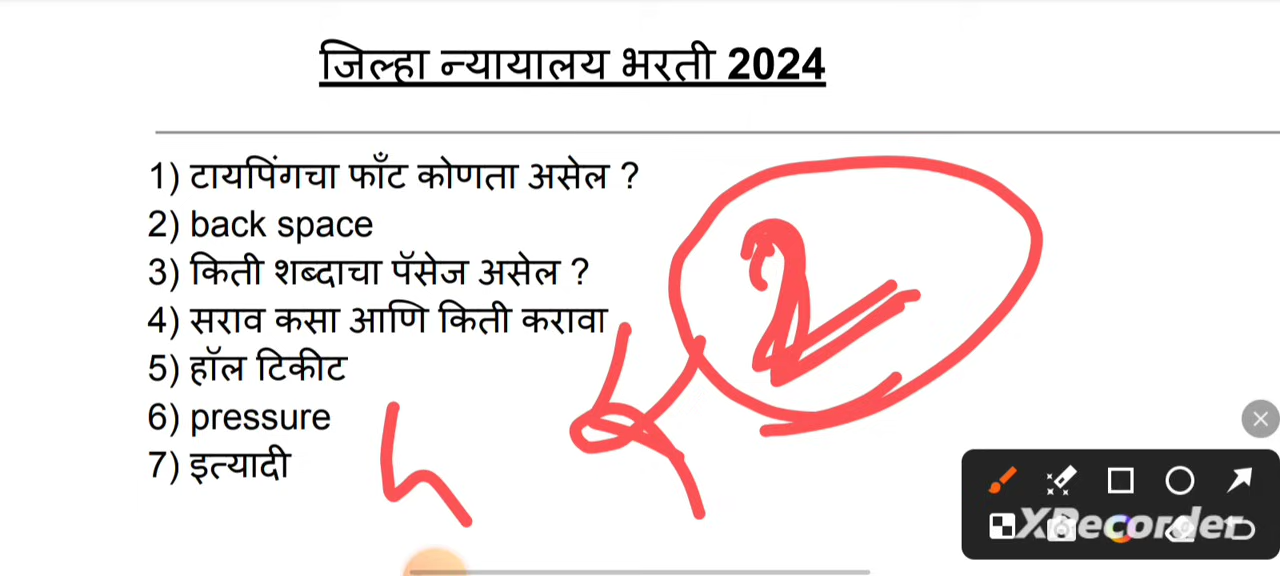 जिल्हा न्यायालय भरती 2024
1) टायपिंगचा फाँट कोणता असेल ?
2) back space
3) किती शब्दाचा पॅसेज असेल ?
4) सराव कसा आणि किती करावा
5) हॉल टिकीट
6) pressure
7) इत्यादी
2
XRecorder